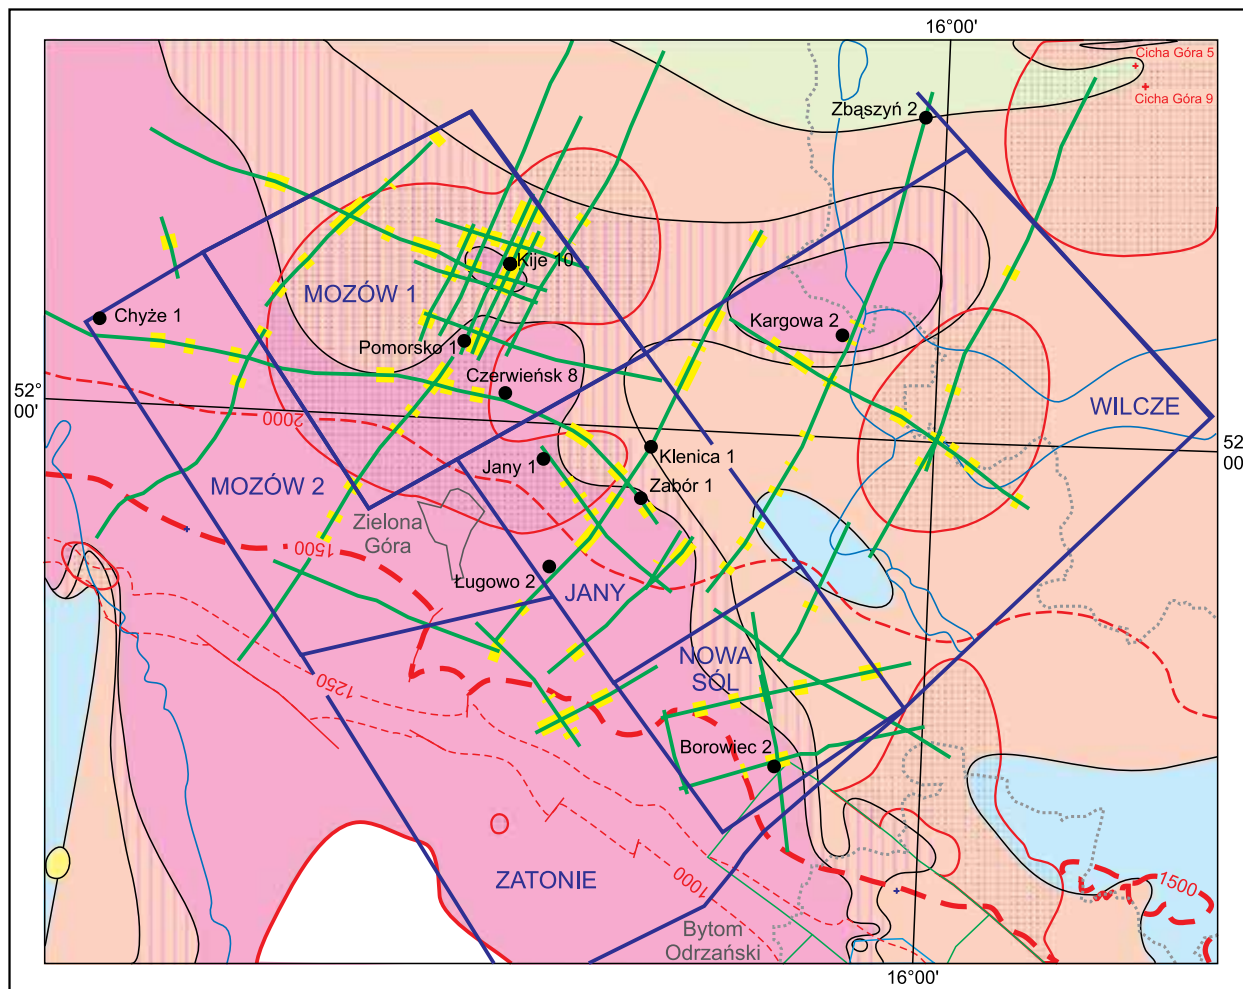 16°00'
Cicha Góra 5
Cicha Góra 9
Zbąszyń 2
Kije 10
MOZÓW 1
Chyże 1
Kargowa 2
Pomorsko 1
Czerwieńsk 8
52°
00'
WILCZE
2000
52
00'
Klenica 1
Jany 1
Zabór 1
MOZÓW 2
Zielona
Góra
1500
Ługowo 2
JANY
NOWA
SÓL
1250
Borowiec 2
ZATONIE
1000
1500
Bytom
Odrzański
16°00'